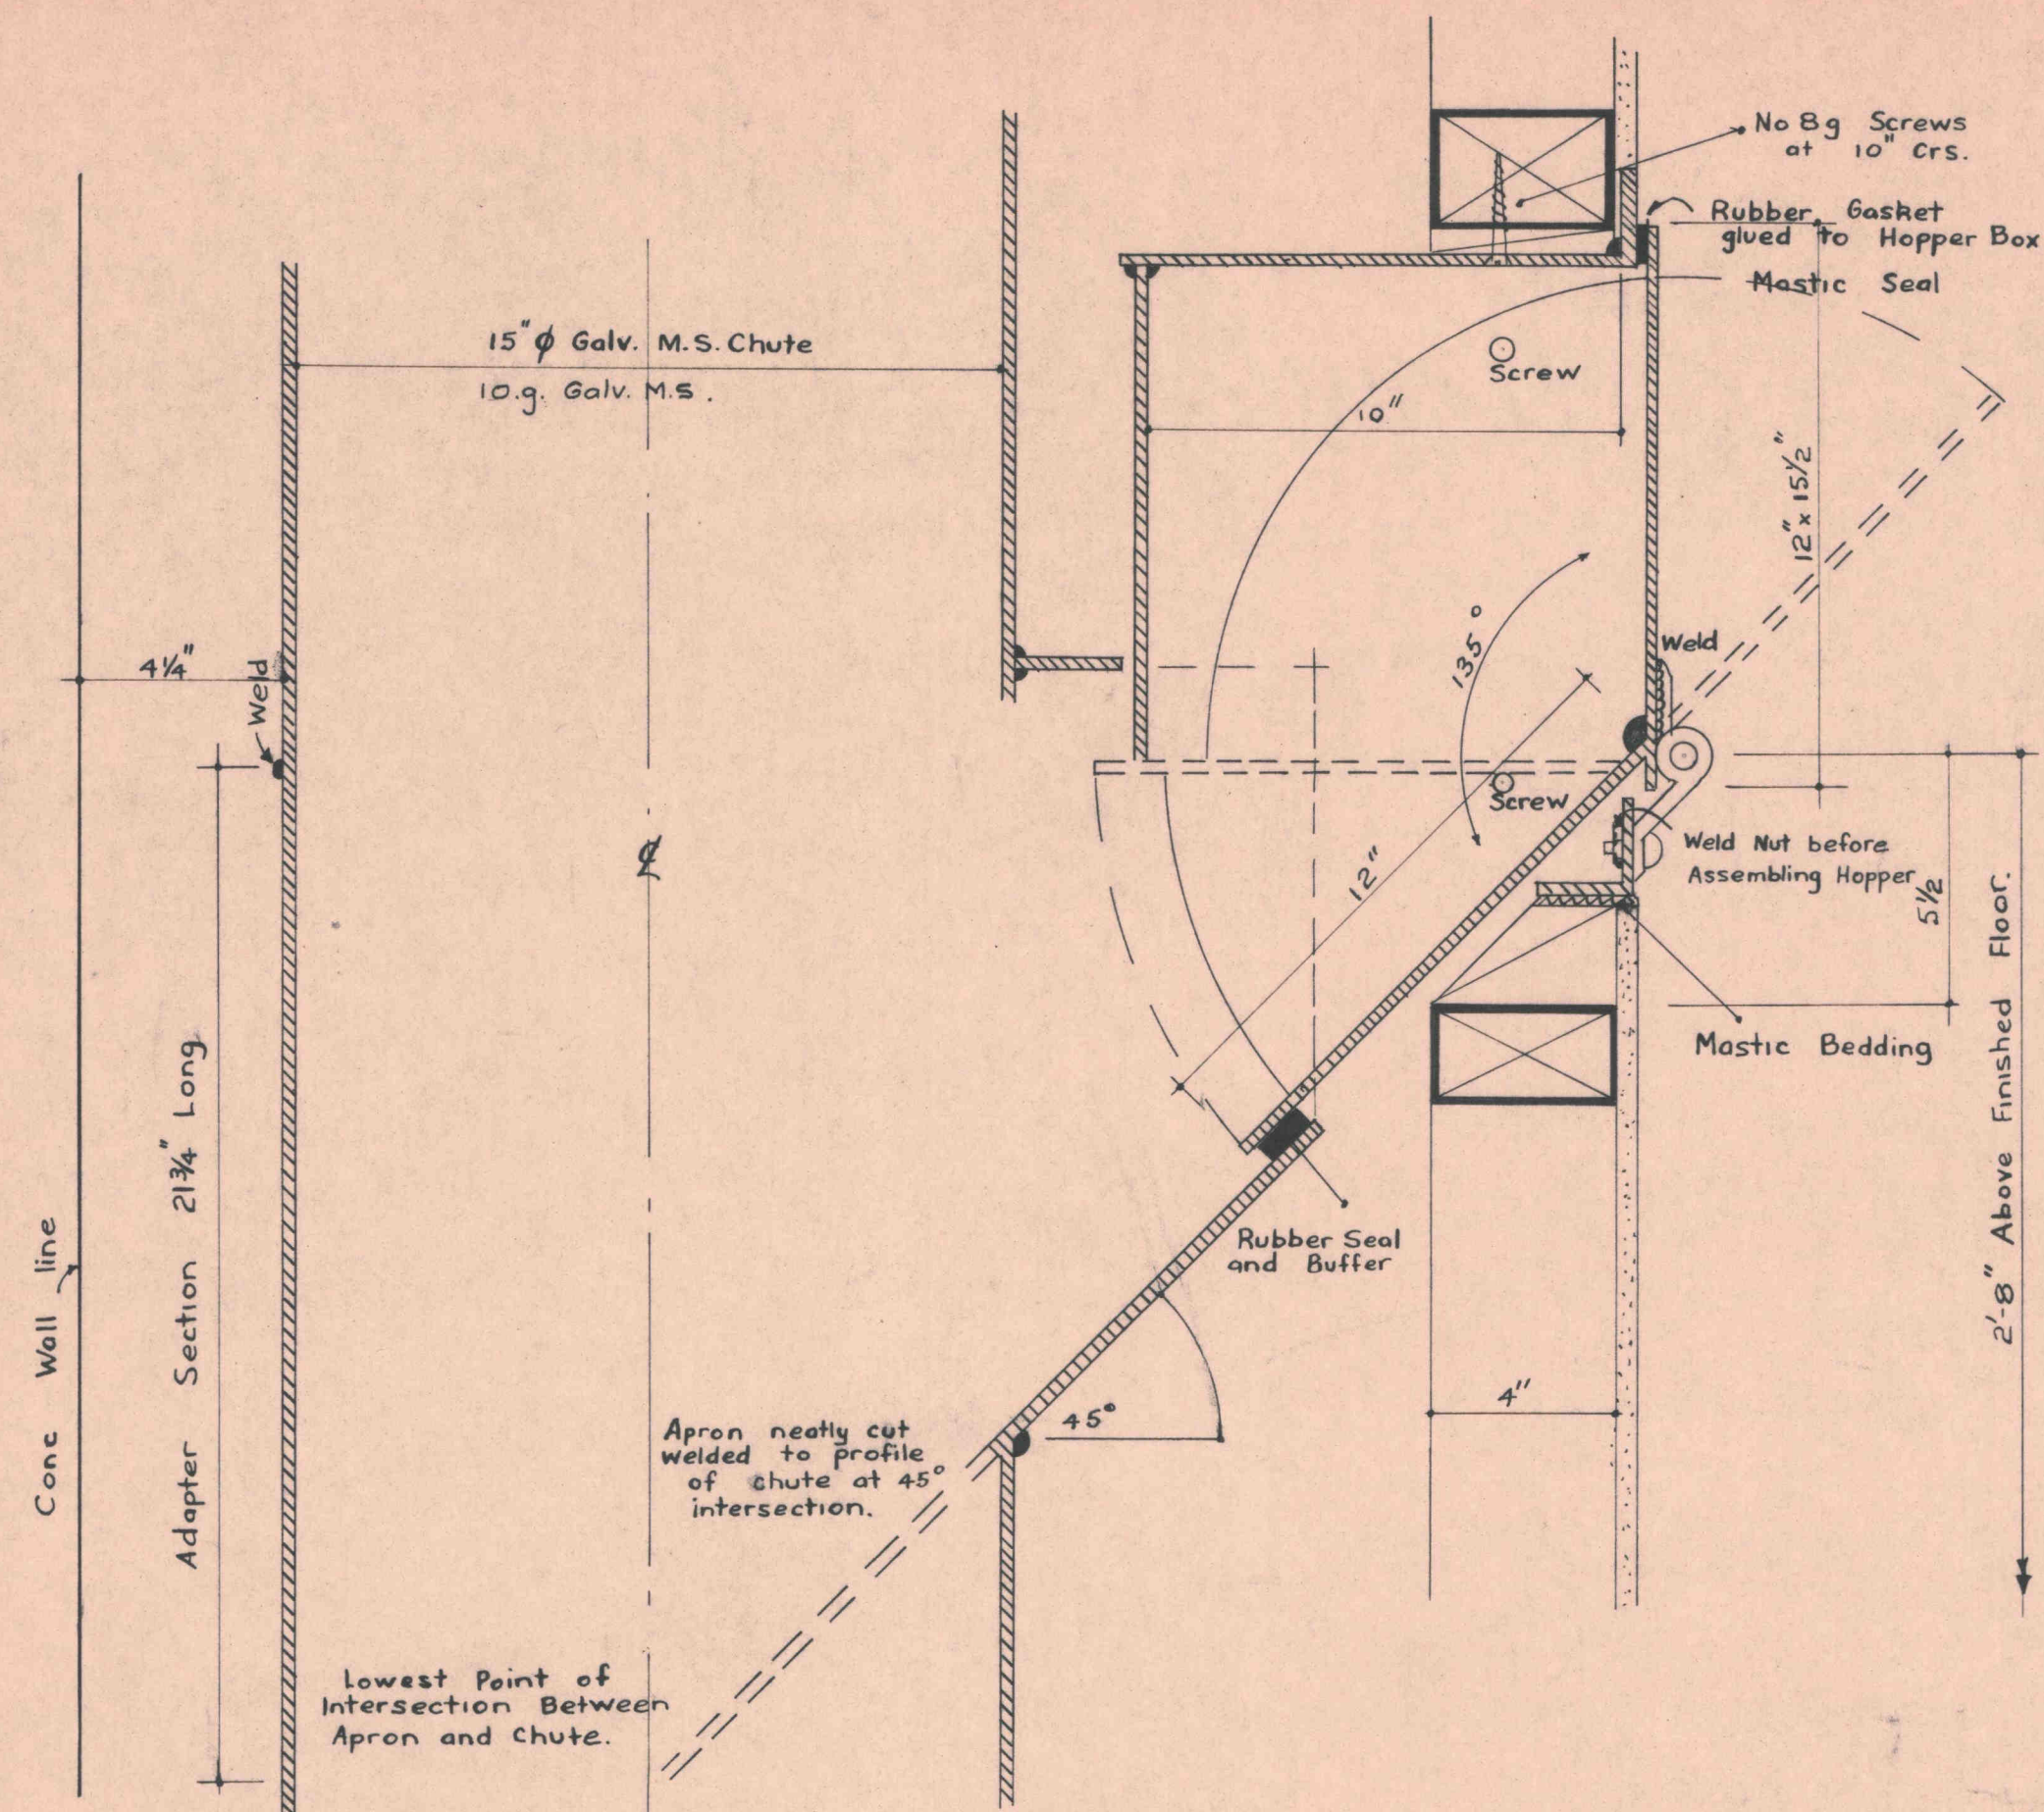 No 8g Screws
at 10" Crs.
Rubber Gasket
glued to Hopper Box
Mastic Seal
15" ϕ Galv. M.S. Chute
10.g. Galv. M.S.
Screw
10"
12" x 15½"
135°
Weld
4¼"
Weld
Screw
℄
12"
Weld Nut before
Assembling Hopper
5½
Mastic Bedding
2'-8" Above Finished Floor.
Adapter Section 21¾" Long
Conc Wall line
Rubber Seal
and Buffer
4"
45°
Apron neatly cut
welded to profile
of chute at 45°
intersection.
Lowest Point of
Intersection Between
Apron and Chute.